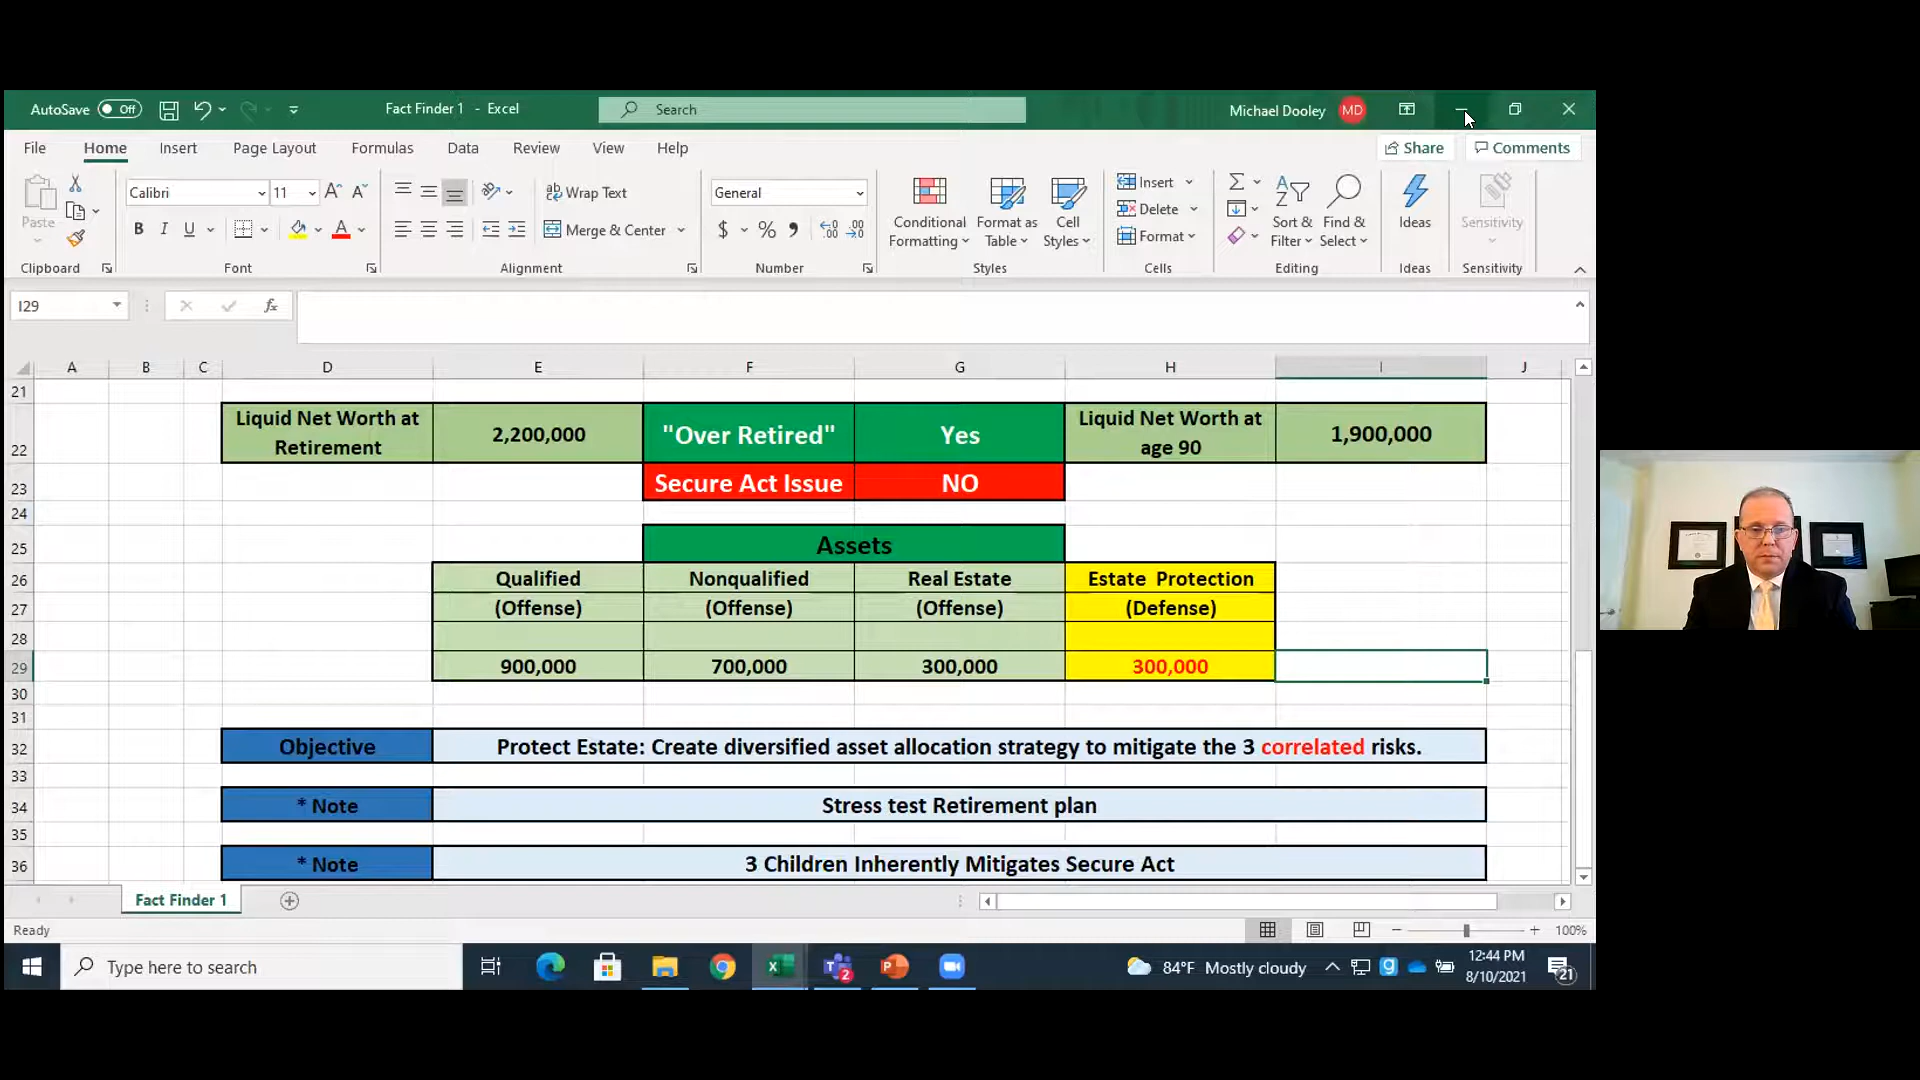 AutoSave Off Fact Finder 1 - Excel Search Michael Dooley MD
File Home Insert Page Layout Formulas Data Review View Help Share Comments
Paste Calibri 11 Wrap Text General
B I U Merge & Center $ % Conditional Formatting Format as Table Cell Styles Insert Delete Format Sort & Filter Find & Select Ideas Sensitivity
Clipboard Font Alignment Number Styles Cells Editing Ideas Sensitivity
I29 fx
A B C D E F G H I J
21
22 Liquid Net Worth at Retirement 2,200,000 "Over Retired" Yes Liquid Net Worth at age 90 1,900,000
23 Secure Act Issue NO
24
25 Assets
26 Qualified Nonqualified Real Estate Estate Protection
27 (Offense) (Offense) (Offense) (Defense)
28
29 900,000 700,000 300,000 300,000
30
31
32 Objective Protect Estate: Create diversified asset allocation strategy to mitigate the 3 correlated risks.
33
34 * Note Stress test Retirement plan
35
36 * Note 3 Children Inherently Mitigates Secure Act
Fact Finder 1
Ready 100%
Type here to search 2 84°F Mostly cloudy 12:44 PM
8/10/2021 21